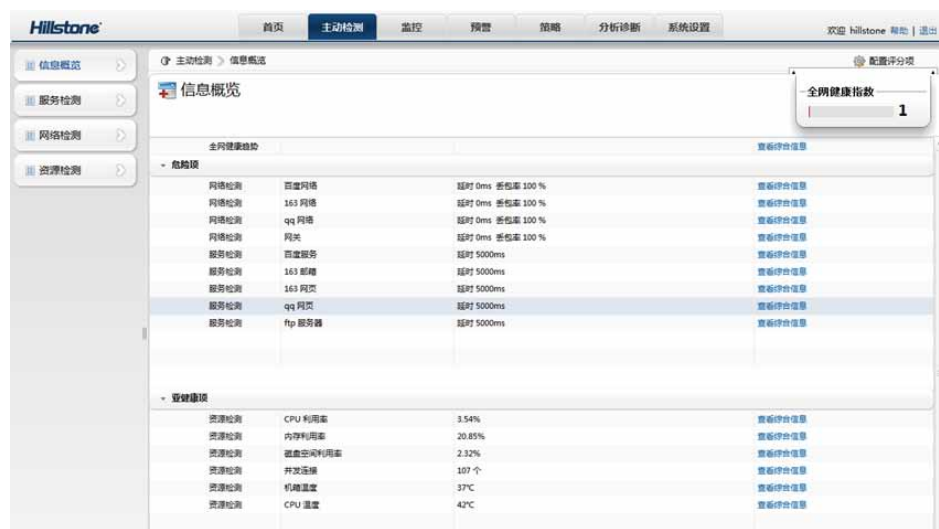 Hillstone
首页 主动检测 监控 预警 策略 分析诊断 系统设置
欢迎 hillstone 帮助 | 退出
信息概览
服务检测
网络检测
资源检测
主动检测 信息概览
配置评分项
信息概览
全网健康指数
1
全网健康趋势 查看综合信息
危险项
网络检测 百度网络 延时 0ms 丢包率 100 % 查看综合信息
网络检测 163 网络 延时 0ms 丢包率 100 % 查看综合信息
网络检测 qq 网络 延时 0ms 丢包率 100 % 查看综合信息
网络检测 网关 延时 0ms 丢包率 100 % 查看综合信息
服务检测 百度服务 延时 5000ms 查看综合信息
服务检测 163 邮箱 延时 5000ms 查看综合信息
服务检测 163 网页 延时 5000ms 查看综合信息
服务检测 qq 网页 延时 5000ms 查看综合信息
服务检测 ftp 服务器 延时 5000ms 查看综合信息
亚健康项
资源检测 CPU 利用率 3.54% 查看综合信息
资源检测 内存利用率 20.85% 查看综合信息
资源检测 磁盘空间利用率 2.32% 查看综合信息
资源检测 并发连接 107 个 查看综合信息
资源检测 机箱温度 37℃ 查看综合信息
资源检测 CPU 温度 42℃ 查看综合信息